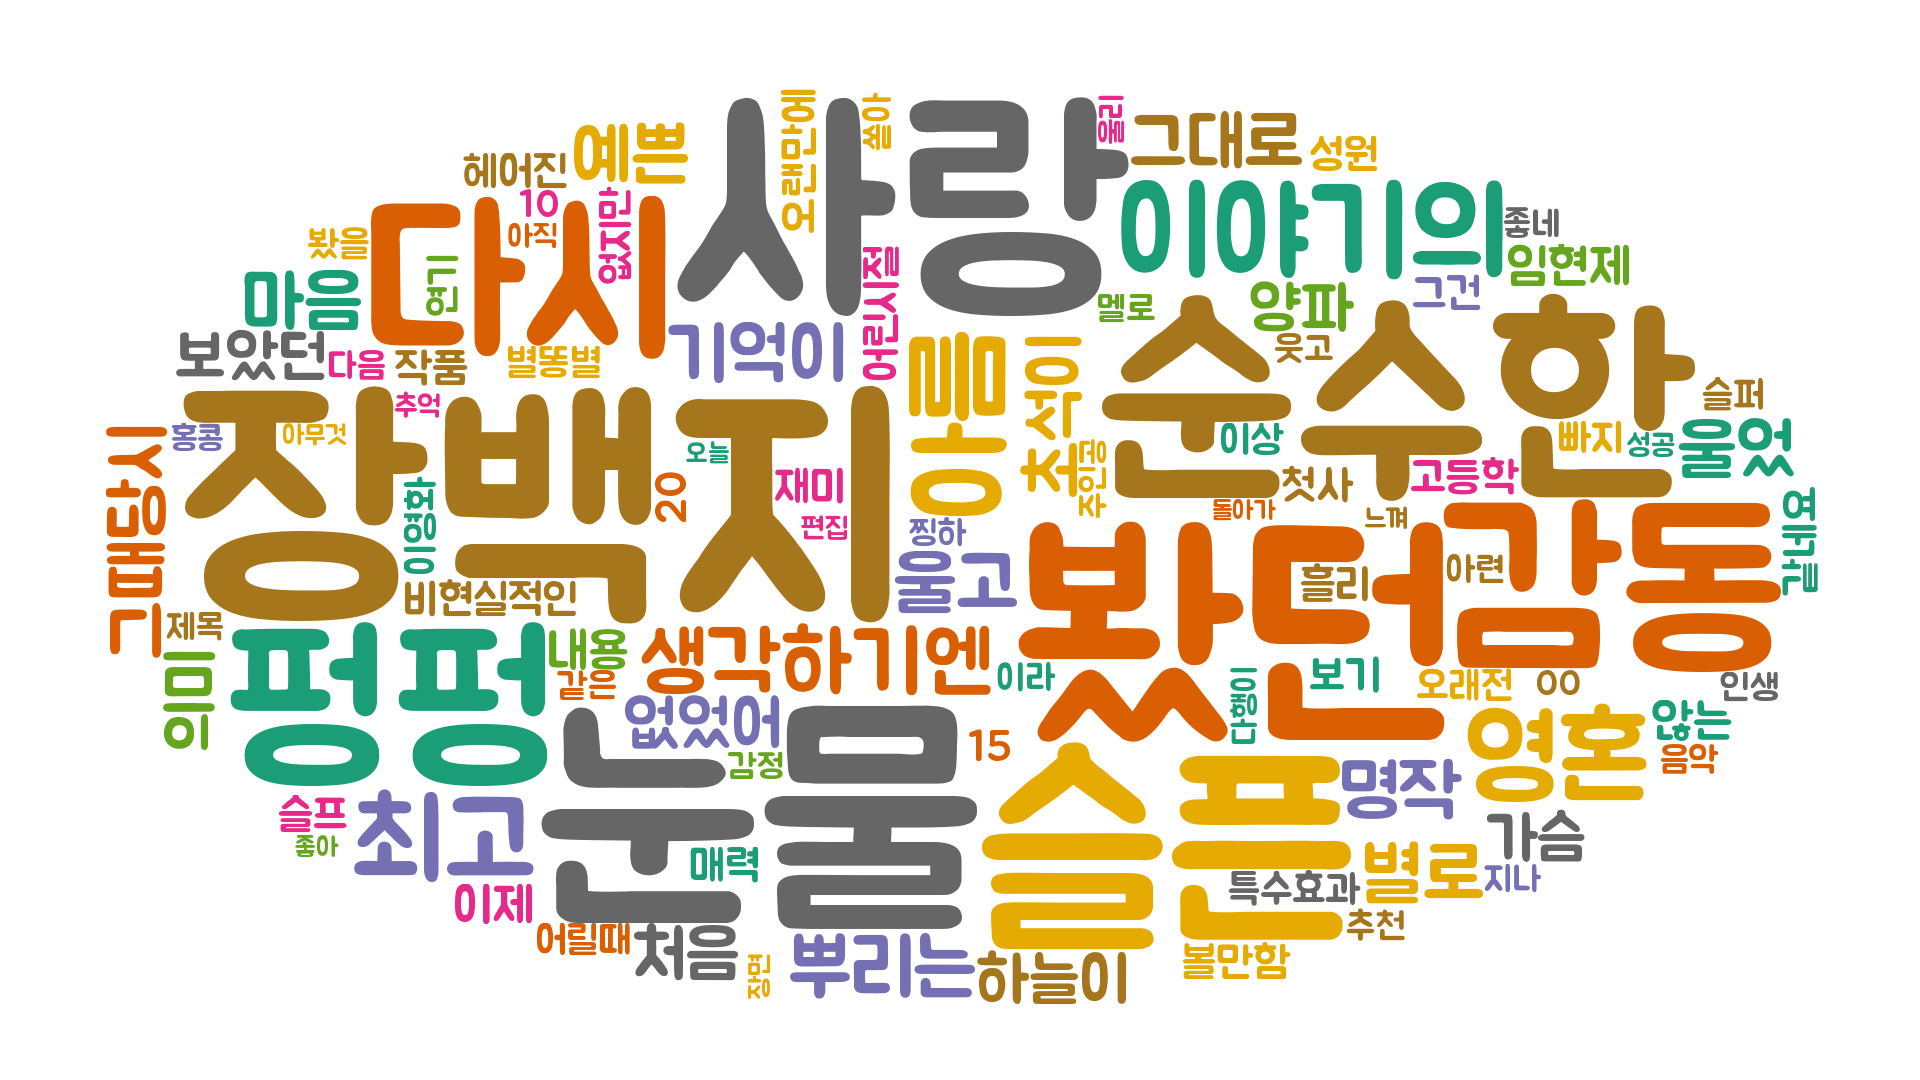 오랜만에
쏠아
사랑
울리
그대로
성원
예쁜
헤어진
10
아직
없지만
이야기의
좋네
다시
봤을
연기
마음
어린시절
임현제
그건
양파
멜로
보았던
다음
작품
별똥별
기억이
아름
추석이
웃고
순수한
슬퍼
추억
장백지
홍콩
아무것
오늘
이상
빠지
성공
울었
시당때기
이영화
20
재미
편집
주인공
첫사
고등학
찡하
돌아가
느껴
여네갈
봤던
감동
비현실적인
울고
흘리
아련
제목
펑펑
내용
같은
생각하기엔
이라
다행이
보기
오래전
00
인생
의미
없었어
감정
15
눈물
슬픈
명작
영혼
않는
음악
슬프
좋아
최고
매력
가슴
이제
특수효과
별로
지나
추천
어릴때
처음
장면
뿌리는
하늘이
볼만함